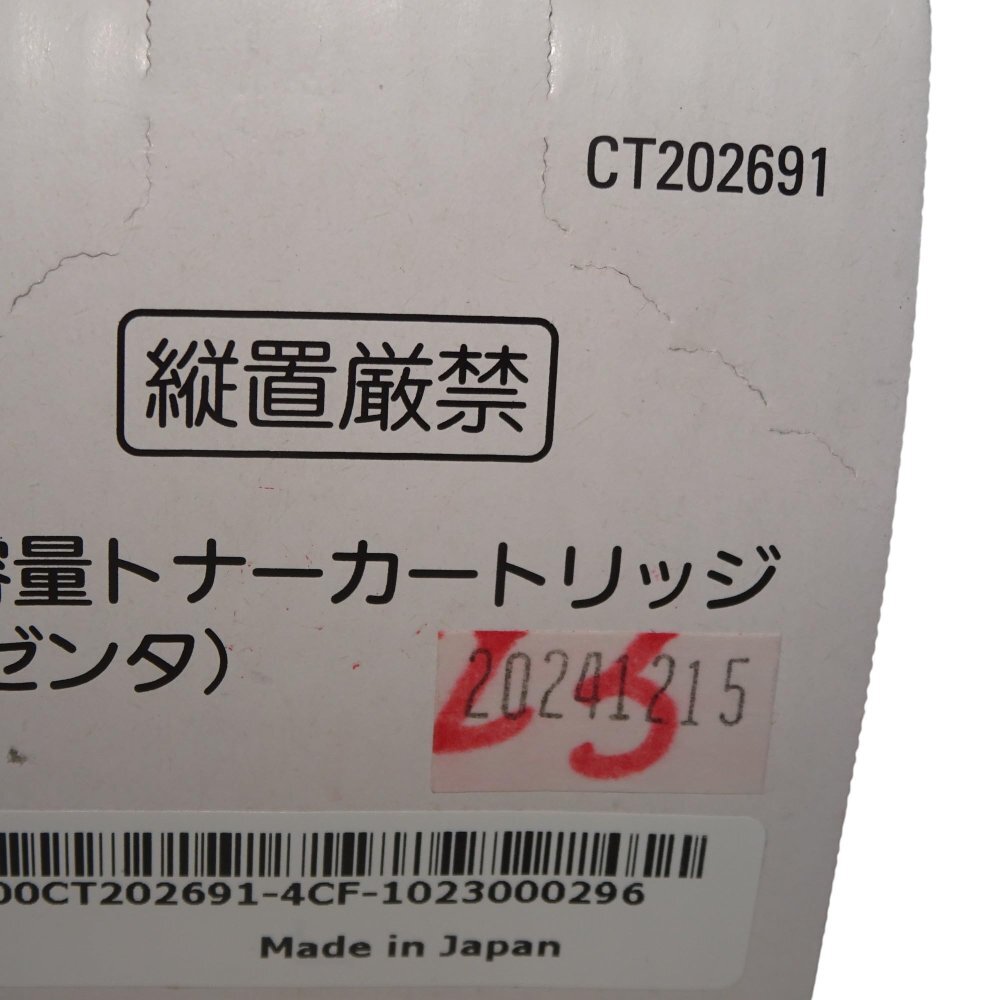 CT202691
縦置厳禁
容量トナーカートリッジ
ゼンタ）
20241215
00CT202691-4CF-1023000296
Made in Japan